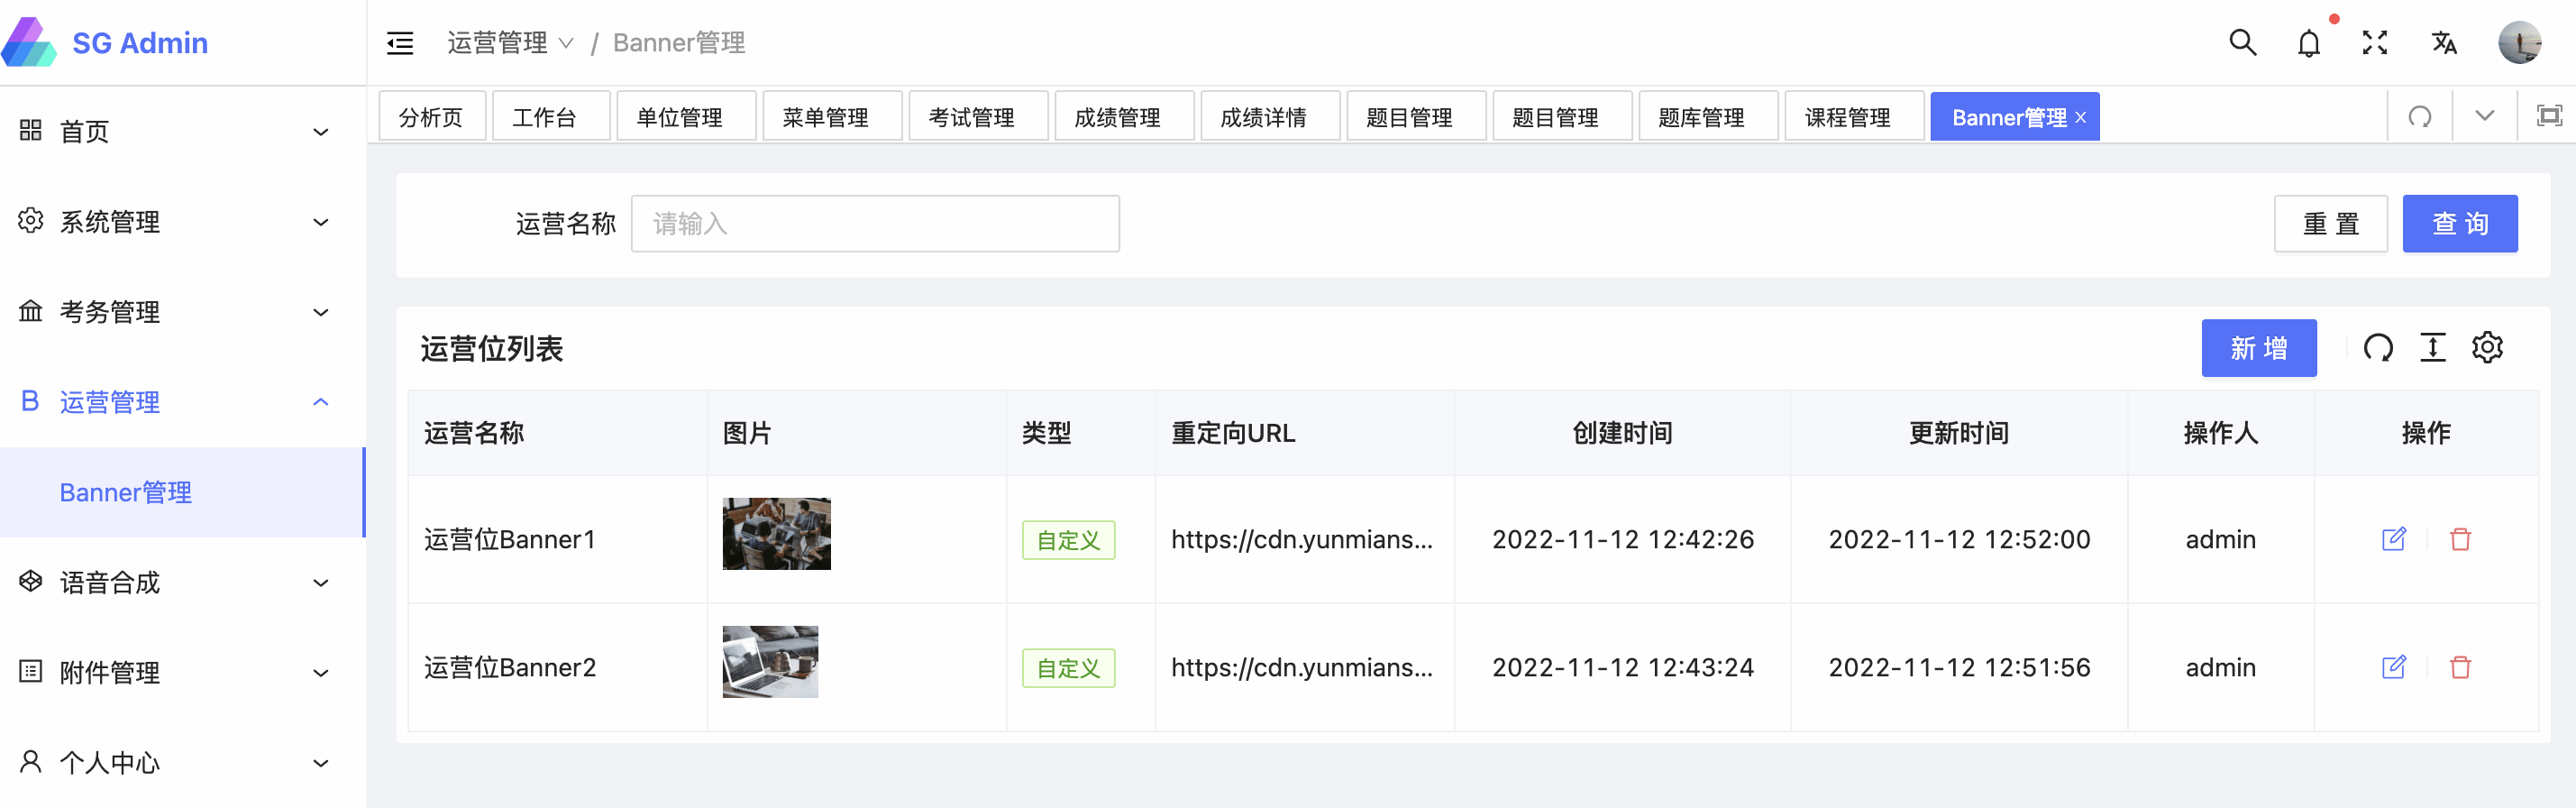 SG Admin
运营管理 / Banner管理
分析页 工作台 单位管理 菜单管理 考试管理 成绩管理 成绩详情 题目管理 题目管理 题库管理 课程管理 Banner管理
首页
系统管理
考务管理
运营管理
Banner管理
语音合成
附件管理
个人中心
运营名称 请输入 重 置 查 询
运营位列表 新 增
运营名称 图片 类型 重定向URL 创建时间 更新时间 操作人 操作
运营位Banner1 自定义 https://cdn.yunmians... 2022-11-12 12:42:26 2022-11-12 12:52:00 admin
运营位Banner2 自定义 https://cdn.yunmians... 2022-11-12 12:43:24 2022-11-12 12:51:56 admin